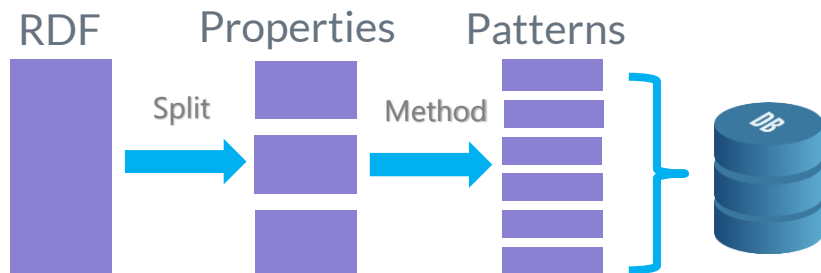 RDF
Properties
Patterns
Split
Method
DB